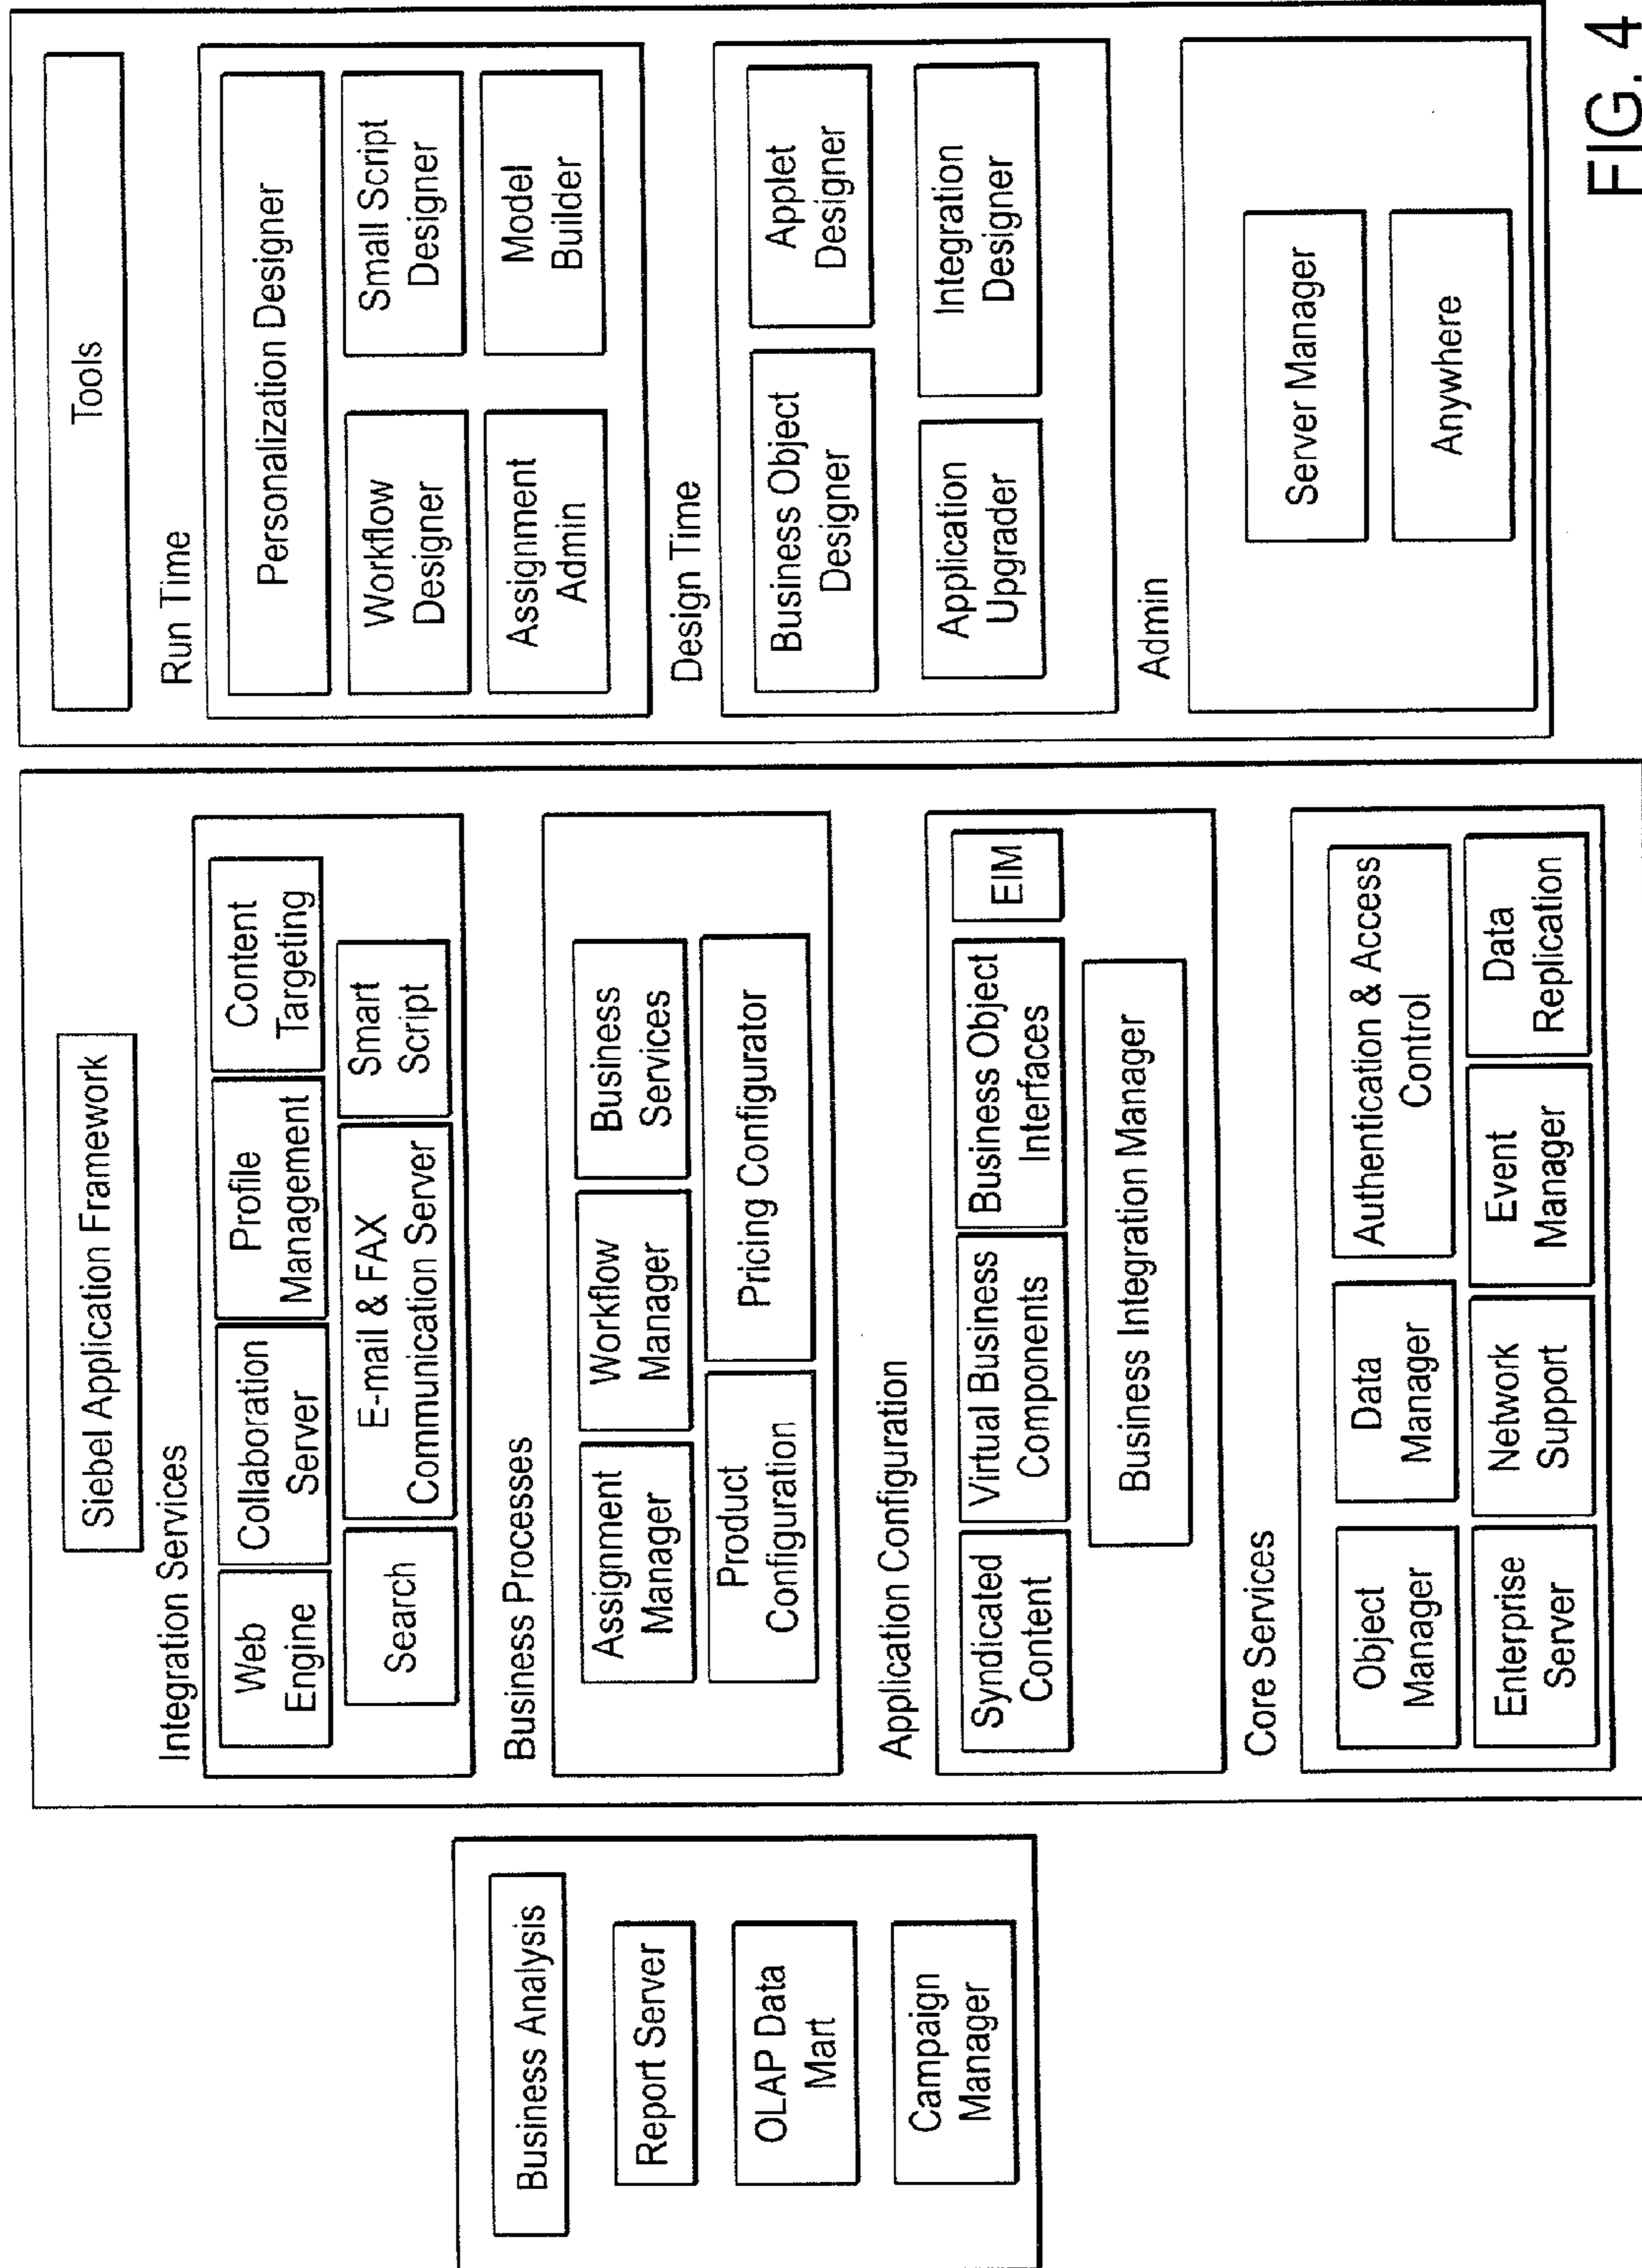 Business Analysis
Report Server
OLAP Data
Mart
Campaign
Manager
Siebel Application Framework
Integration Services
Web
Engine
Collaboration
Server
Profile
Management
Content
Targeting
Search
E-mail & FAX
Communication Server
Smart
Script
Business Processes
Assignment
Manager
Workflow
Manager
Business
Services
Product
Configuration
Pricing Configurator
Application Configuration
Syndicated
Content
Virtual Business
Components
Business Object
Interfaces
EIM
Business Integration Manager
Core Services
Object
Manager
Data
Manager
Authentication & Access
Control
Enterprise
Server
Network
Support
Event
Manager
Data
Replication
Tools
Run Time
Personalization Designer
Workflow
Designer
Small Script
Designer
Assignment
Admin
Model
Builder
Design Time
Business Object
Designer
Applet
Designer
Application
Upgrader
Integration
Designer
Admin
Server Manager
Anywhere
FIG. 4